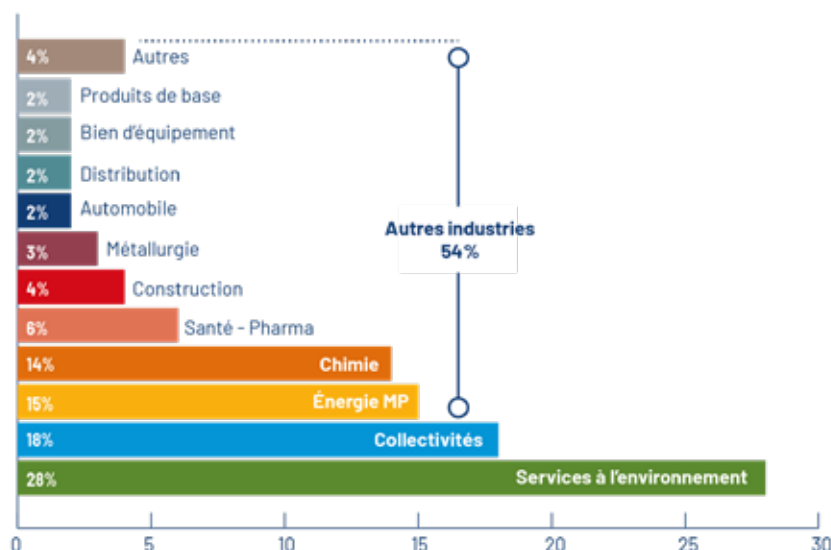 4% Autres
2% Produits de base
2% Bien d'équipement
2% Distribution
2% Automobile
Autres industries
54%
3% Métallurgie
4% Construction
6% Santé - Pharma
14% Chimie
15% Énergie MP
18% Collectivités
28% Services à l'environnement
0 5 10 15 20 25 30